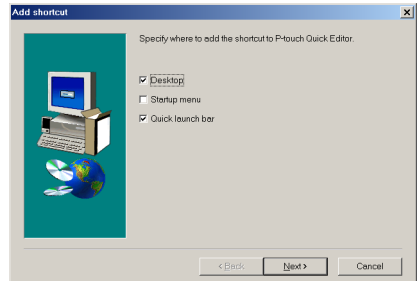 Add shortcut
Specify where to add the shortcut to P-touch Quick Editor.
Desktop
Startup menu
Quick launch bar
< Back
Next >
Cancel